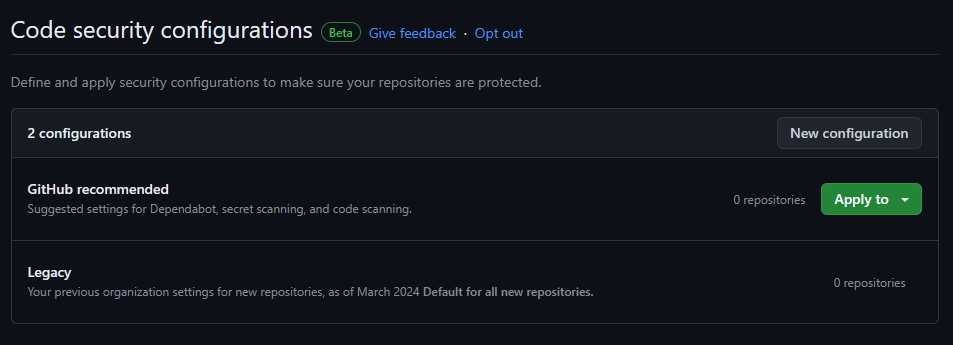 Code security configurations Beta Give feedback · Opt out
Define and apply security configurations to make sure your repositories are protected.
2 configurations New configuration
GitHub recommended
Suggested settings for Dependabot, secret scanning, and code scanning.
0 repositories Apply to
Legacy
Your previous organization settings for new repositories, as of March 2024 Default for all new repositories.
0 repositories